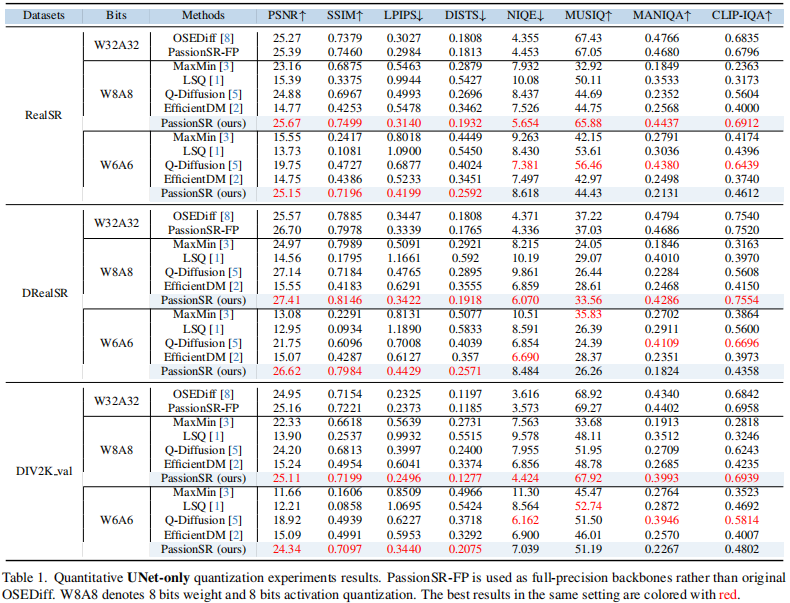 Datasets Bits Methods PSNR↑ SSIM↑ LPIPS↓ DISTS↓ NIQE↓ MUSIQ↑ MANIQA↑ CLIP-IQA↑
RealSR
W32A32
OSEDiff [8] 25.27 0.7379 0.3027 0.1808 4.355 67.43 0.4766 0.6835
PassionSR-FP 25.39 0.7460 0.2984 0.1813 4.453 67.05 0.4680 0.6796
W8A8
MaxMin [3] 23.16 0.6875 0.5463 0.2879 7.932 32.92 0.1849 0.2363
LSQ [1] 15.39 0.3375 0.9944 0.5427 10.08 50.11 0.3533 0.3173
Q-Diffusion [5] 24.88 0.6967 0.4993 0.2696 8.437 44.69 0.2352 0.5604
EfficientDM [2] 14.77 0.4253 0.5478 0.3462 7.526 44.75 0.2568 0.4000
PassionSR (ours) 25.67 0.7499 0.3140 0.1932 5.654 65.88 0.4437 0.6912
W6A6
MaxMin [3] 15.55 0.2417 0.8018 0.4449 9.263 42.15 0.2791 0.4174
LSQ [1] 13.73 0.1081 1.0900 0.5450 8.430 53.61 0.3036 0.4396
Q-Diffusion [5] 19.75 0.4727 0.6877 0.4024 7.381 56.46 0.4380 0.6439
EfficientDM [2] 14.75 0.4386 0.5233 0.3451 7.497 42.97 0.2498 0.3740
PassionSR (ours) 25.15 0.7196 0.4199 0.2592 8.618 44.43 0.2131 0.4612
DRealSR
W32A32
OSEDiff [8] 25.57 0.7885 0.3447 0.1808 4.371 37.22 0.4794 0.7540
PassionSR-FP 26.70 0.7978 0.3339 0.1765 4.336 37.03 0.4686 0.7520
W8A8
MaxMin [3] 24.97 0.7989 0.5091 0.2921 8.215 24.05 0.1846 0.3163
LSQ [1] 14.56 0.1795 1.1661 0.592 10.19 29.07 0.4010 0.3970
Q-Diffusion [5] 27.14 0.7184 0.4765 0.2895 9.861 26.44 0.2284 0.5608
EfficientDM [2] 15.55 0.4183 0.6291 0.3555 6.859 28.61 0.2468 0.4150
PassionSR (ours) 27.41 0.8146 0.3422 0.1918 6.070 33.56 0.4286 0.7554
W6A6
MaxMin [3] 13.08 0.2291 0.8131 0.5077 10.51 35.83 0.2702 0.3864
LSQ [1] 12.95 0.0934 1.1890 0.5833 8.591 26.39 0.2911 0.5600
Q-Diffusion [5] 21.75 0.6096 0.7008 0.4039 6.854 24.39 0.4109 0.6696
EfficientDM [2] 15.07 0.4287 0.6127 0.357 6.690 28.37 0.2351 0.3973
PassionSR (ours) 26.62 0.7984 0.4429 0.2571 8.484 26.26 0.1824 0.4358
DIV2K_val
W32A32
OSEDiff [8] 24.95 0.7154 0.2325 0.1197 3.616 68.92 0.4340 0.6842
PassionSR-FP 25.16 0.7221 0.2373 0.1185 3.573 69.27 0.4402 0.6958
W8A8
MaxMin [3] 22.33 0.6618 0.5639 0.2731 7.563 33.68 0.1913 0.2818
LSQ [1] 13.90 0.2537 0.9932 0.5515 9.578 48.11 0.3512 0.3246
Q-Diffusion [5] 24.20 0.6813 0.3997 0.2400 7.955 51.95 0.2709 0.6243
EfficientDM [2] 15.24 0.4954 0.6041 0.3374 6.856 48.78 0.2685 0.4235
PassionSR (ours) 25.11 0.7199 0.2496 0.1277 4.424 67.92 0.3993 0.6939
W6A6
MaxMin [3] 11.66 0.1606 0.8509 0.4966 11.30 45.47 0.2764 0.3523
LSQ [1] 12.21 0.0858 1.0695 0.5424 8.564 52.74 0.2872 0.4692
Q-Diffusion [5] 18.92 0.4939 0.6227 0.3718 6.162 51.50 0.3946 0.5814
EfficientDM [2] 15.09 0.4991 0.5953 0.3292 6.900 46.01 0.2570 0.4007
PassionSR (ours) 24.34 0.7097 0.3440 0.2075 7.039 51.19 0.2267 0.4802
Table 1. Quantitative UNet-only quantization experiments results. PassionSR-FP is used as full-precision backbones rather than original
OSEDiff. W8A8 denotes 8 bits weight and 8 bits activation quantization. The best results in the same setting are colored with red.